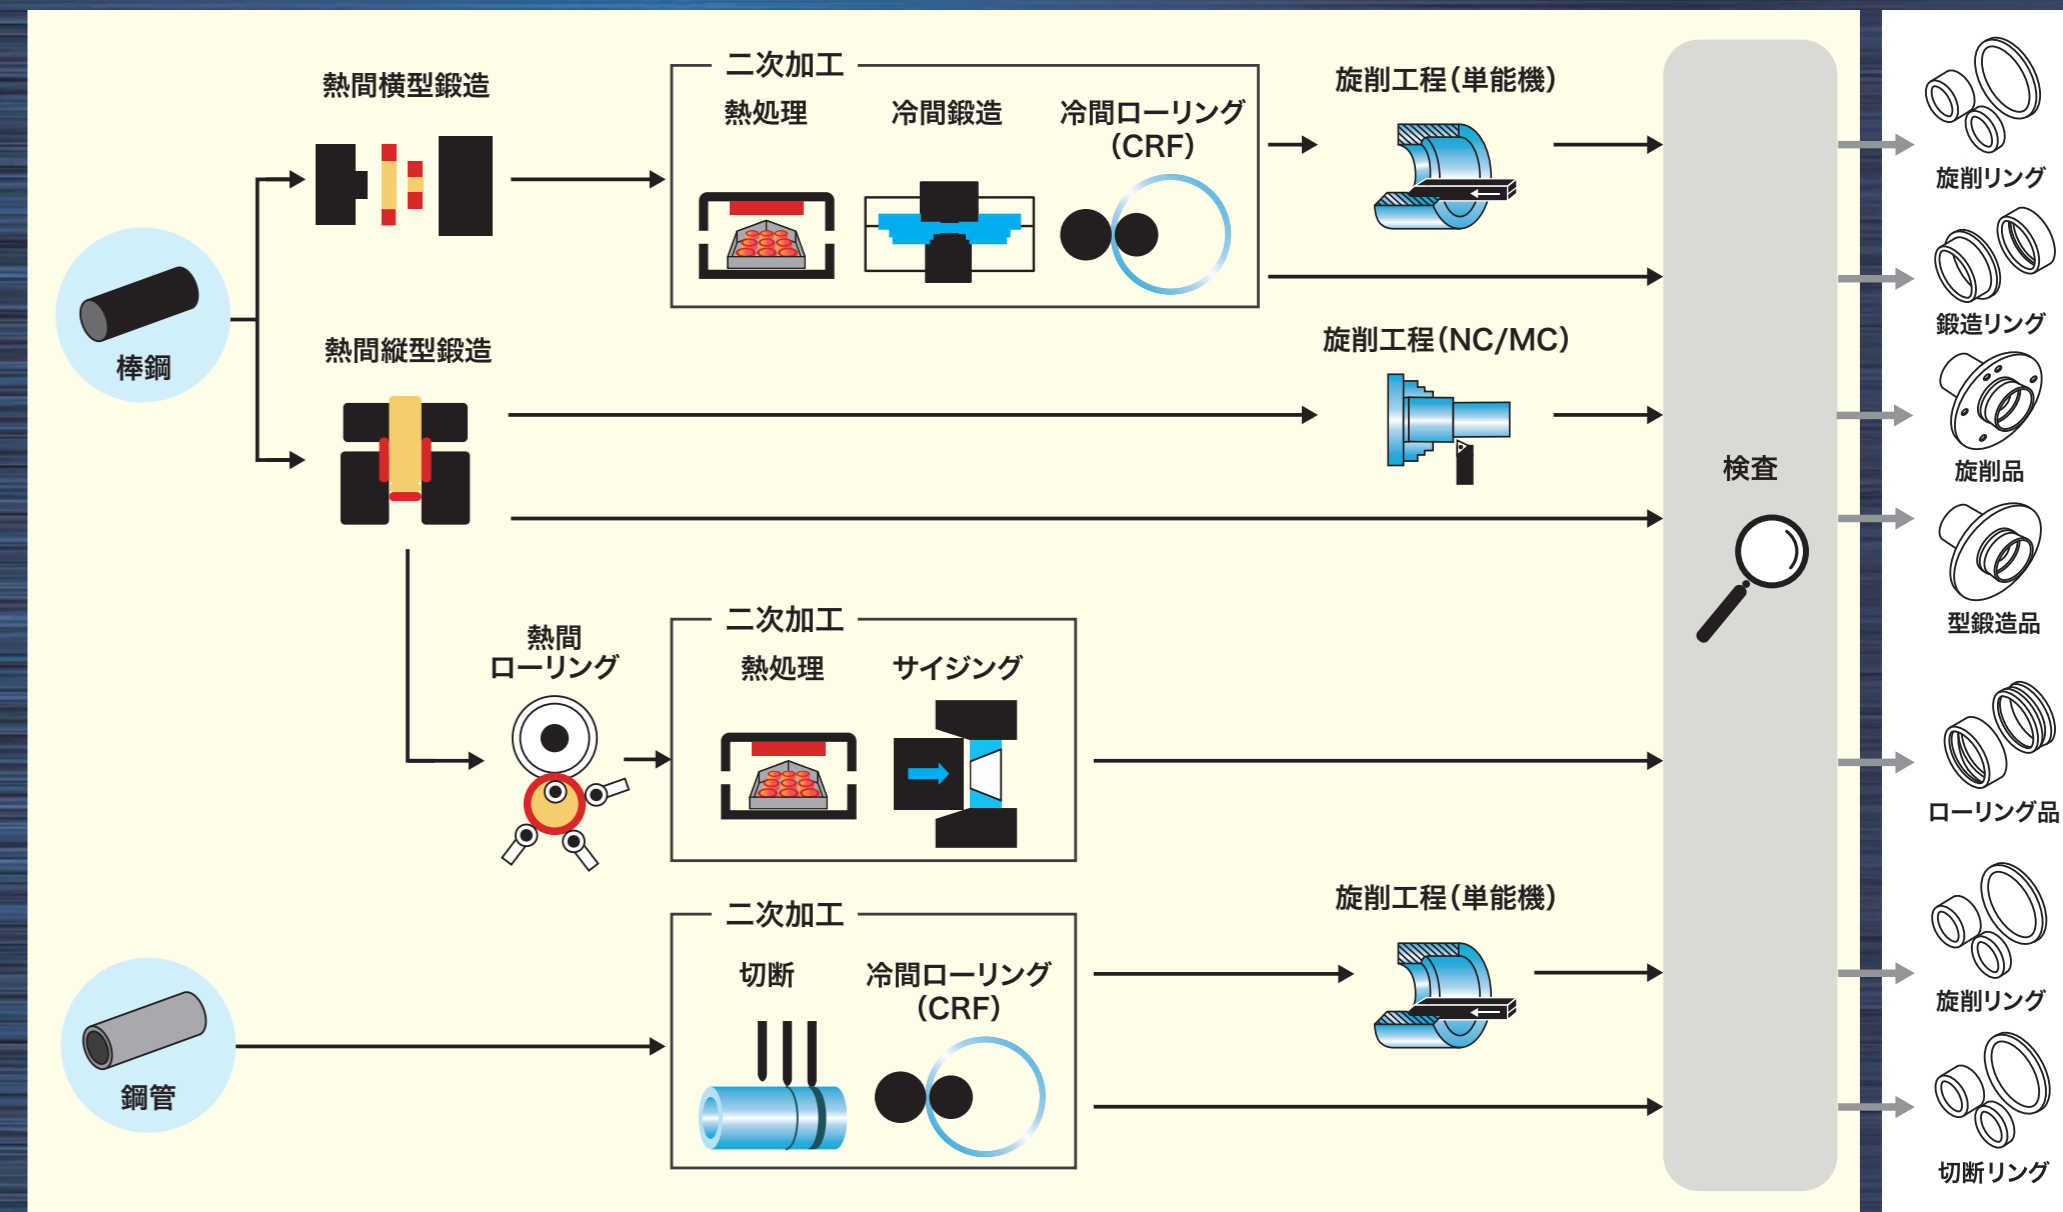 熱間横型鍛造
二次加工
熱処理
冷間鍛造
冷間ローリング
(CRF)
旋削工程(単能機)
旋削リング
鍛造リング
棒鋼
熱間縦型鍛造
旋削工程(NC/MC)
旋削品
検査
型鍛造品
熱間
ローリング
二次加工
熱処理
サイジング
ローリング品
二次加工
切断
冷間ローリング
(CRF)
旋削工程(単能機)
旋削リング
鋼管
切断リング